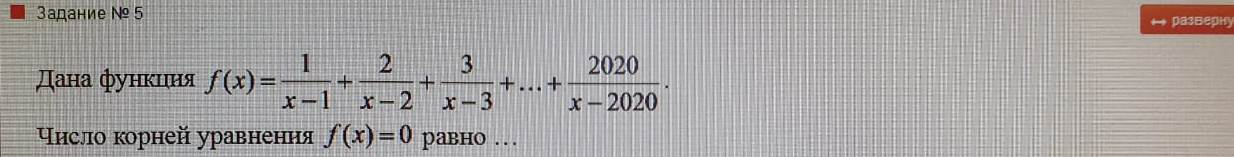 Задание № 5
↔ разверну
Дана функция f(x) = 1/(x−1) + 2/(x−2) + 3/(x−3) + ... + 2020/(x−2020).
Число корней уравнения f(x)=0 равно ...